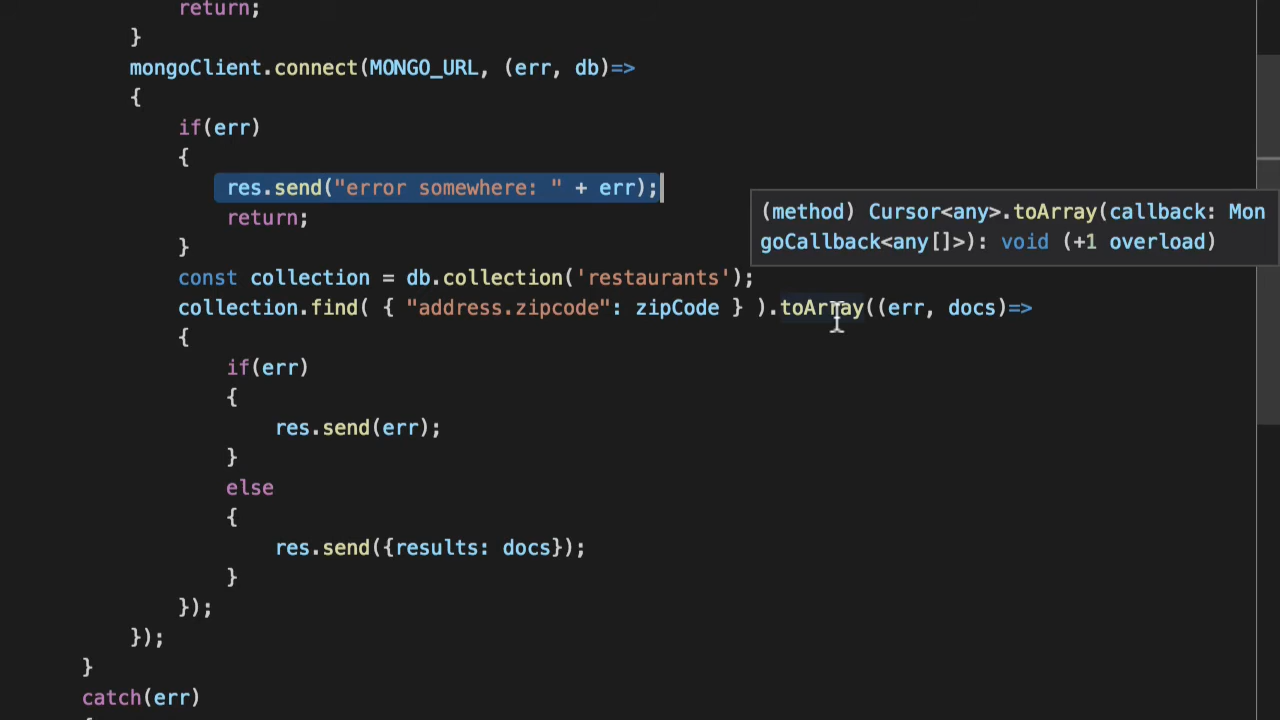 return;
}
mongoClient.connect(MONGO_URL, (err, db)=>
{
if(err)
{
res.send("error somewhere: " + err);
return;
}
(method) Cursor<any>.toArray(callback: Mon
goCallback<any[]>): void (+1 overload)
const collection = db.collection('restaurants');
collection.find( { "address.zipcode": zipCode } ).toArray((err, docs)=>
{
if(err)
{
res.send(err);
}
else
{
res.send({results: docs});
}
});
});
}
catch(err)